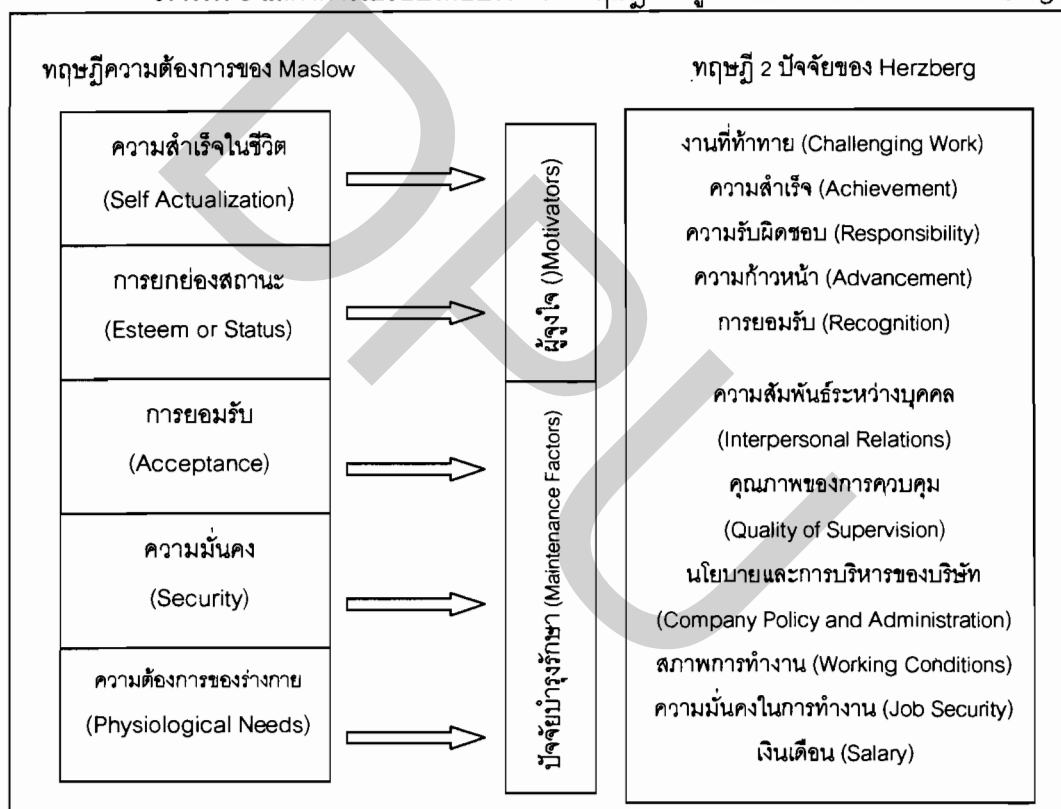 ทฤษฎีความต้องการของ Maslow
ความสำเร็จในชีวิต
(Self Actualization)
การยกย่องสถานะ
(Esteem or Status)
การยอมรับ
(Acceptance)
ความมั่นคง
(Security)
ความต้องการของร่างกาย
(Physiological Needs)
ผู้จูงใจ ()Motivators)
ปัจจัยบำรุงรักษา (Maintenance Factors)
ทฤษฎี 2 ปัจจัยของ Herzberg
งานที่ท้าทาย (Challenging Work)
ความสำเร็จ (Achievement)
ความรับผิดชอบ (Responsibility)
ความก้าวหน้า (Advancement)
การยอมรับ (Recognition)
ความสัมพันธ์ระหว่างบุคคล
(Interpersonal Relations)
คุณภาพของการควบคุม
(Quality of Supervision)
นโยบายและการบริหารของบริษัท
(Company Policy and Administration)
สภาพการทำงาน (Working Conditions)
ความมั่นคงในการทำงาน (Job Security)
เงินเดือน (Salary)
DPU